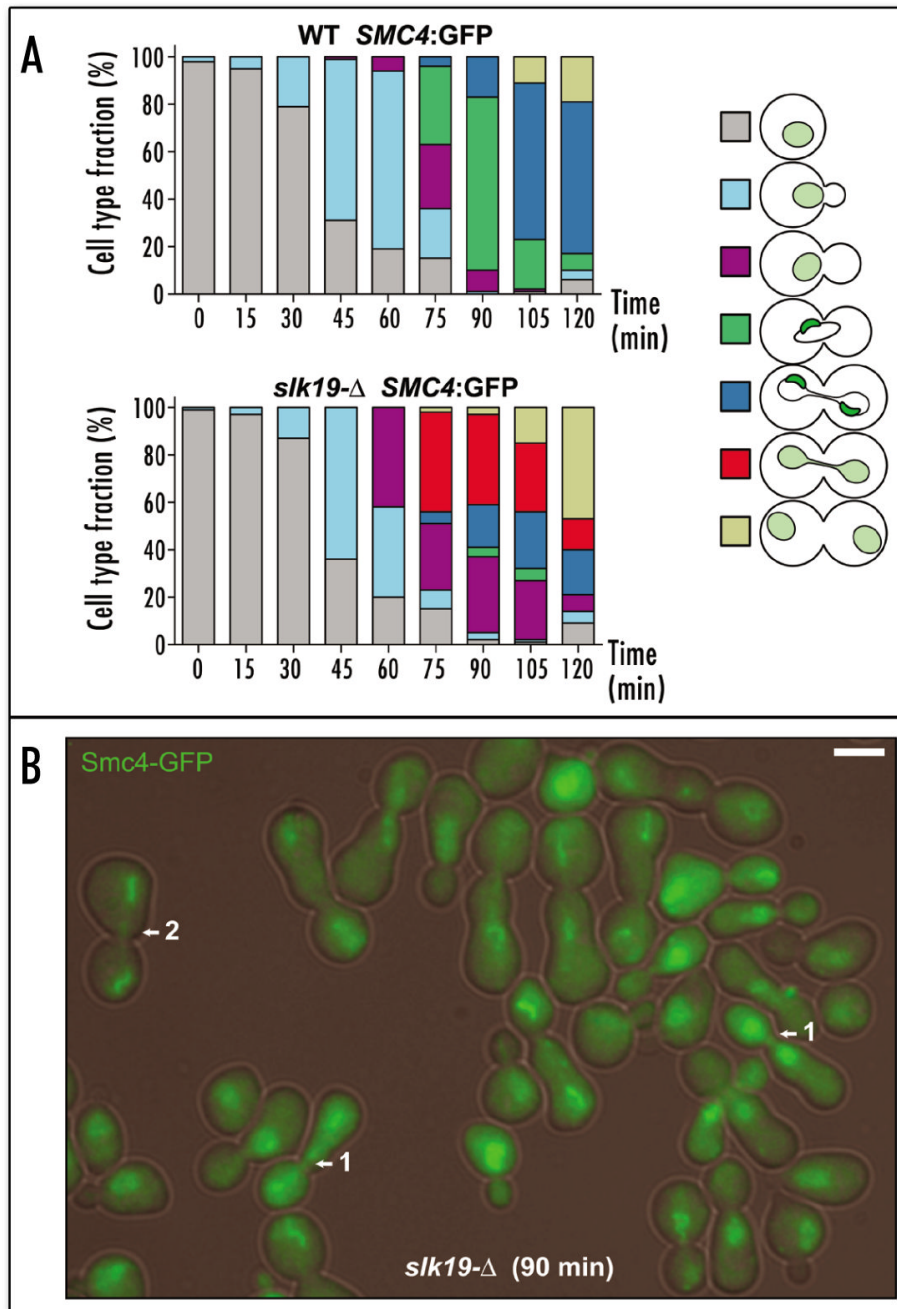 A
WT SMC4:GFP
Cell type fraction (%)
100
80
60
40
20
0
0 15 30 45 60 75 90 105 120
Time
(min)
slk19-Δ SMC4:GFP
Cell type fraction (%)
100
80
60
40
20
0
0 15 30 45 60 75 90 105 120
Time
(min)
B
Smc4-GFP
2
1
1
slk19-Δ (90 min)